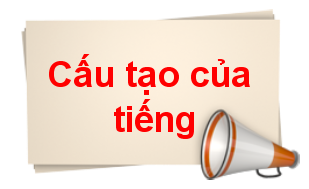 Cấu tạo của
tiếng